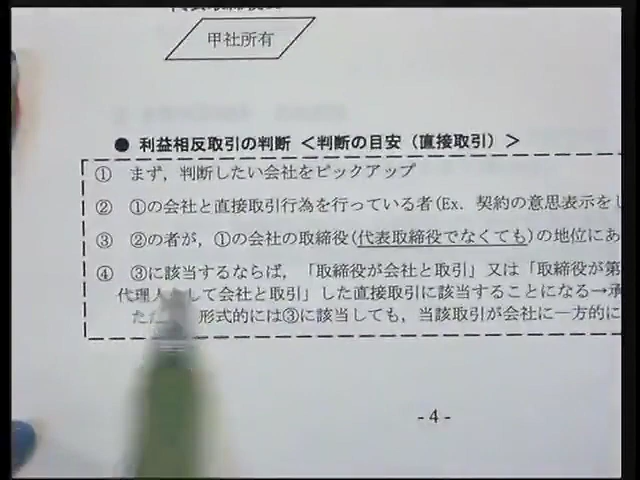 甲社所有
● 利益相反取引の判断 <判断の目安（直接取引）>
① まず，判断したい会社をピックアップ
② ①の会社と直接取引行為を行っている者(Ex. 契約の意思表示をし
③ ②の者が，①の会社の取締役(代表取締役でなくても)の地位にあ
④ ③に該当するならば，「取締役が会社と取引」又は「取締役が第
代理人 して会社と取引」した直接取引に該当することになる→承
た 形式的には③に該当しても，当該取引が会社に一方的に
- 4 -